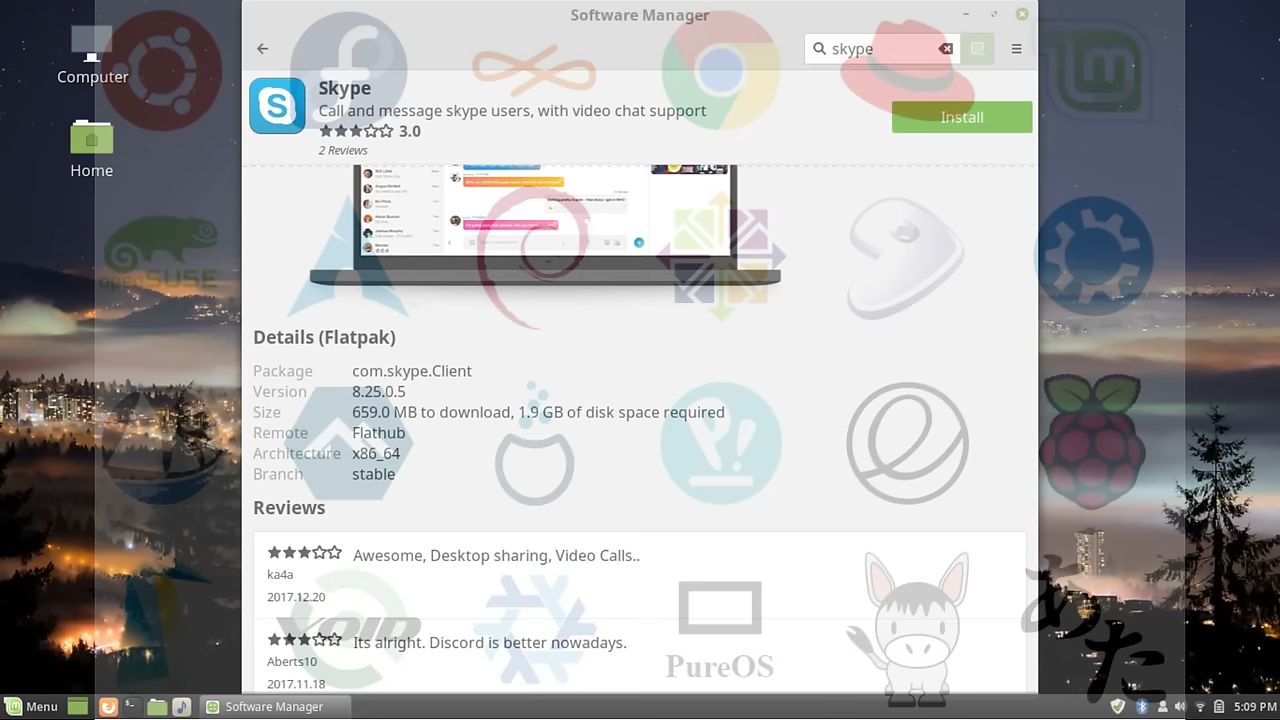 Software Manager
Computer
skype
Skype
Call and message skype users, with video chat support
3.0
Install
2 Reviews
Home
openSUSE
Details (Flatpak)
Package com.skype.Client
Version 8.25.0.5
Size 659.0 MB to download, 1.9 GB of disk space required
Remote Flathub
Architecture x86_64
Branch stable
Reviews
Awesome, Desktop sharing, Video Calls..
ka4a
2017.12.20
VOID
Its alright. Discord is better nowadays.
Aberts10
2017.11.18
PureOS
あた
Menu
Software Manager
5:09 PM